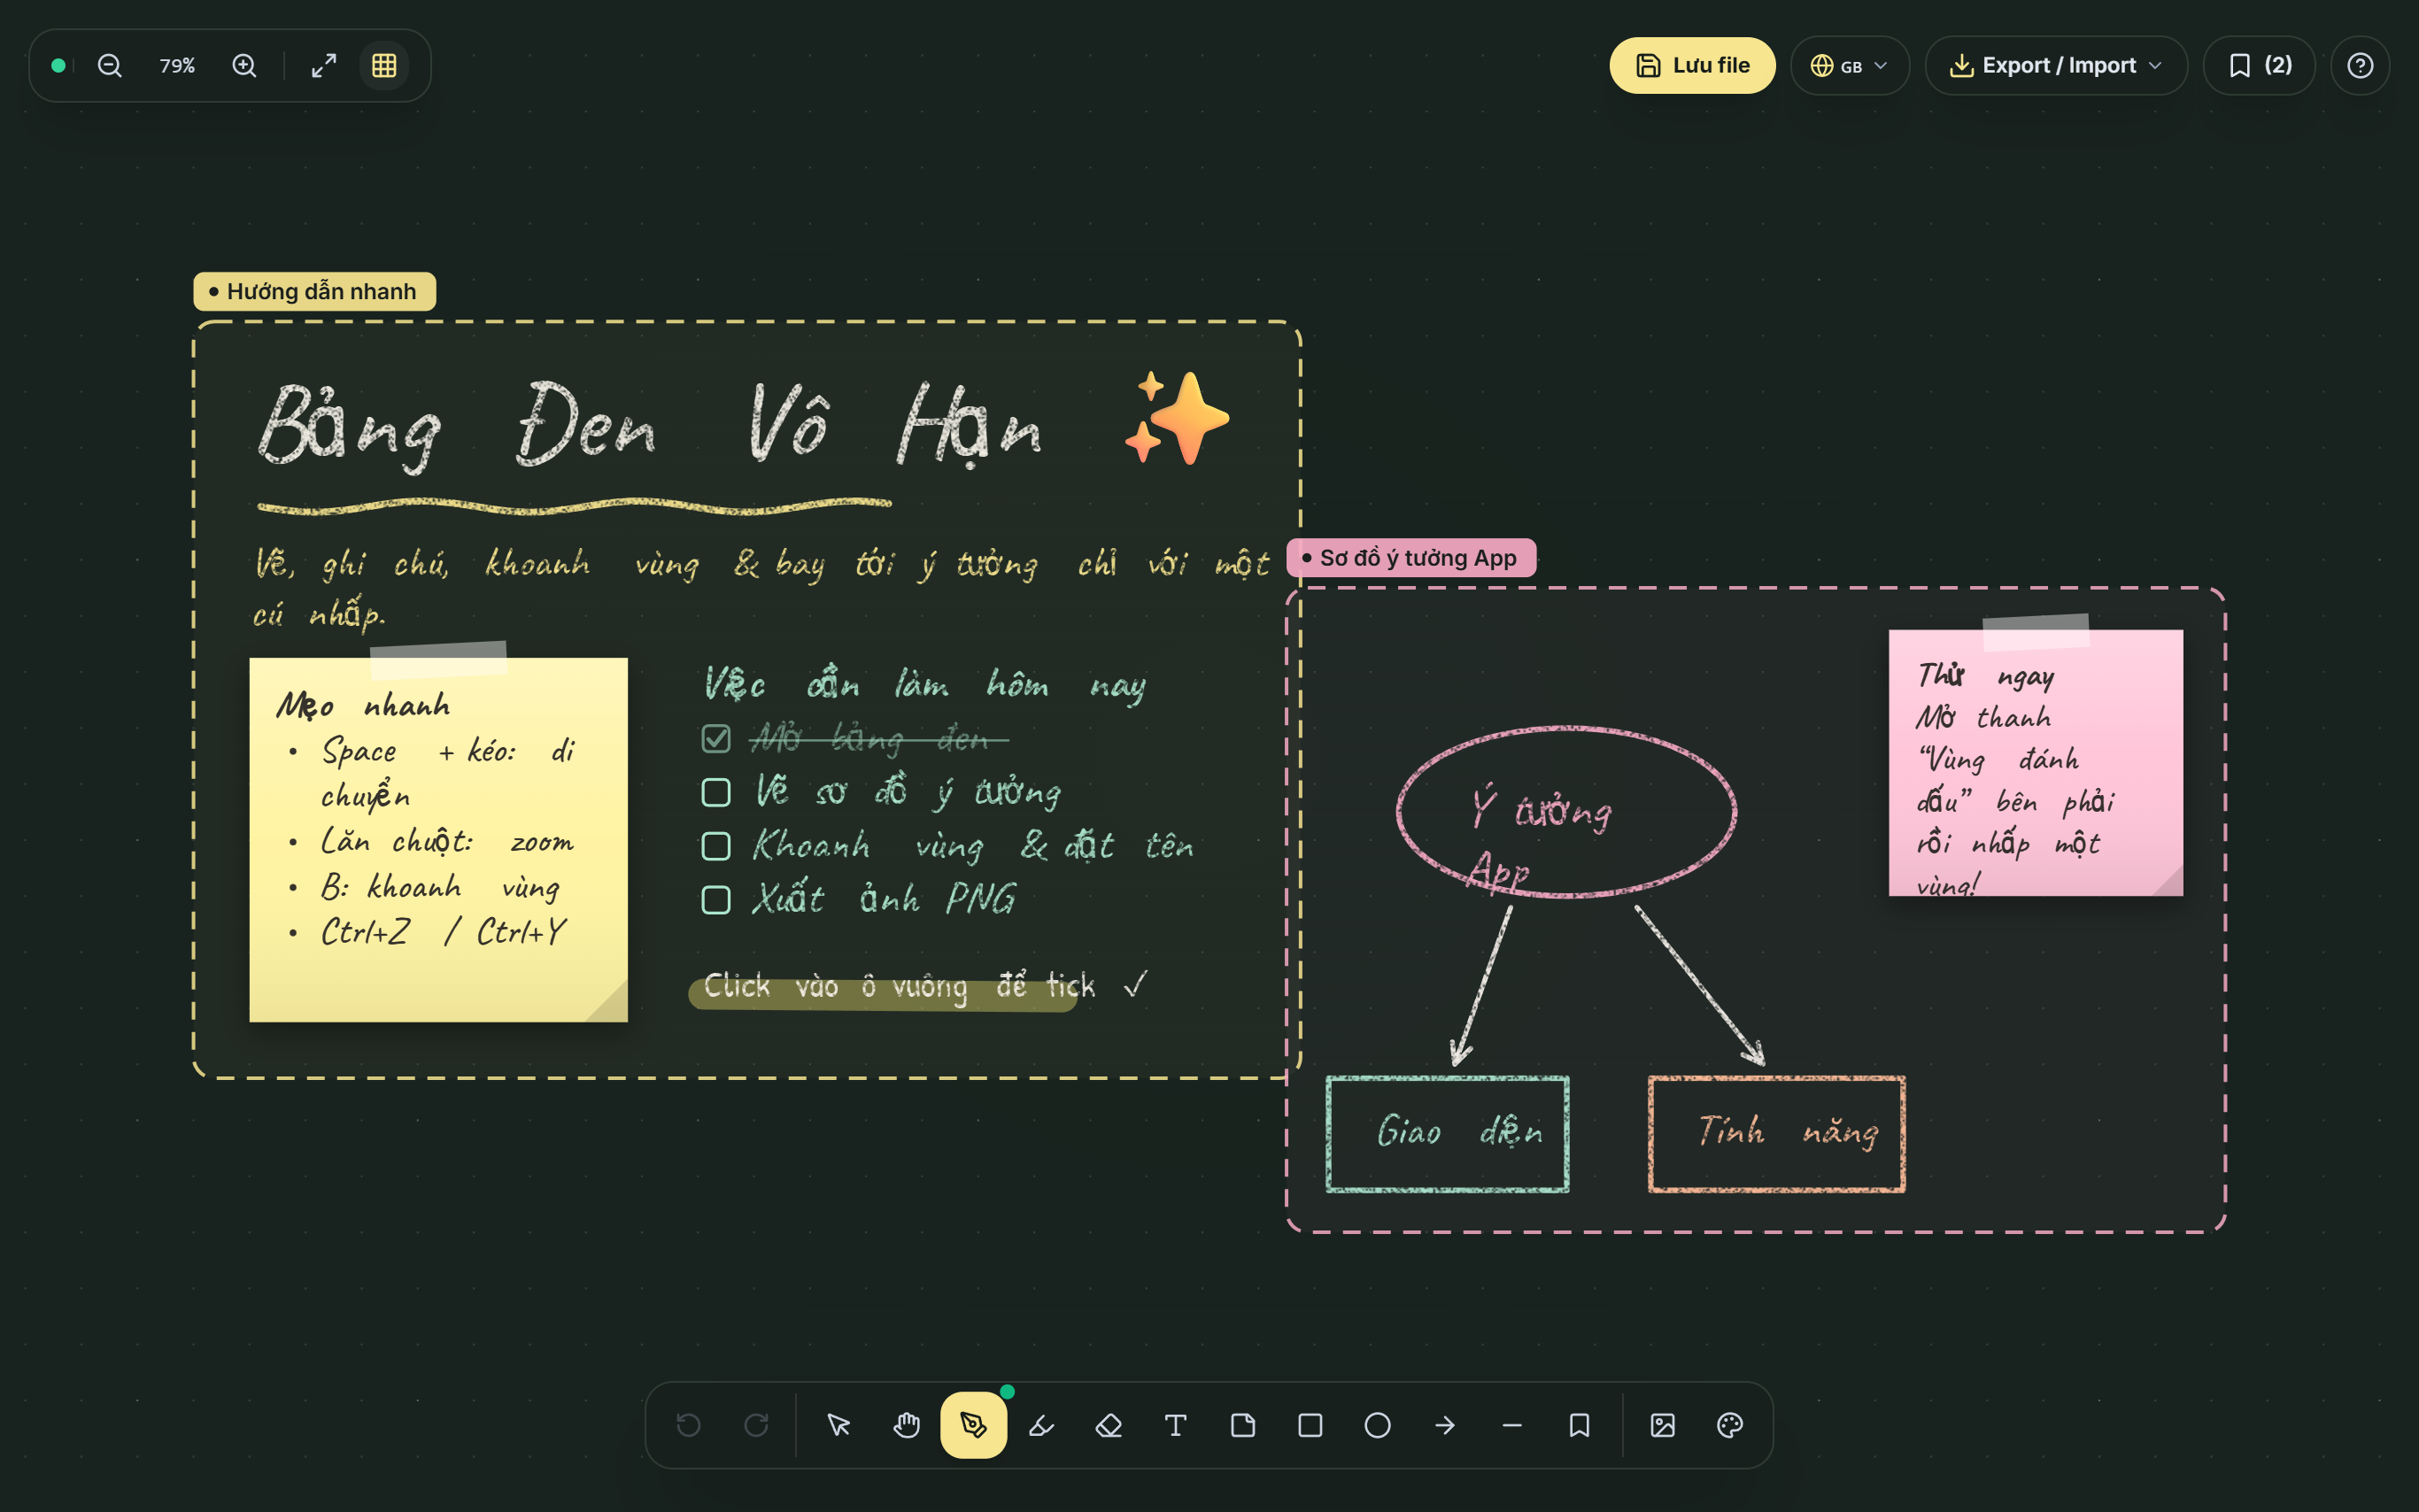 79%
Lưu file
GB
Export / Import
(2)
Hướng dẫn nhanh
Bảng Đen Vô Hạn ✨
Vẽ, ghi chú, khoanh vùng & bay tới ý tưởng chỉ với một
cú nhấp.
Mẹo nhanh
• Space + kéo: di
chuyển
• Lăn chuột: zoom
• B: khoanh vùng
• Ctrl+Z / Ctrl+Y
Việc cần làm hôm nay
Mở bảng đen
Vẽ sơ đồ ý tưởng
Khoanh vùng & đặt tên
Xuất ảnh PNG
Click vào ô vuông để tick ✓
Sơ đồ ý tưởng App
Ý tưởng
App
Thử ngay
Mở thanh
“Vùng đánh
dấu” bên phải
rồi nhấp một
vùng!
Giao diện
Tính năng